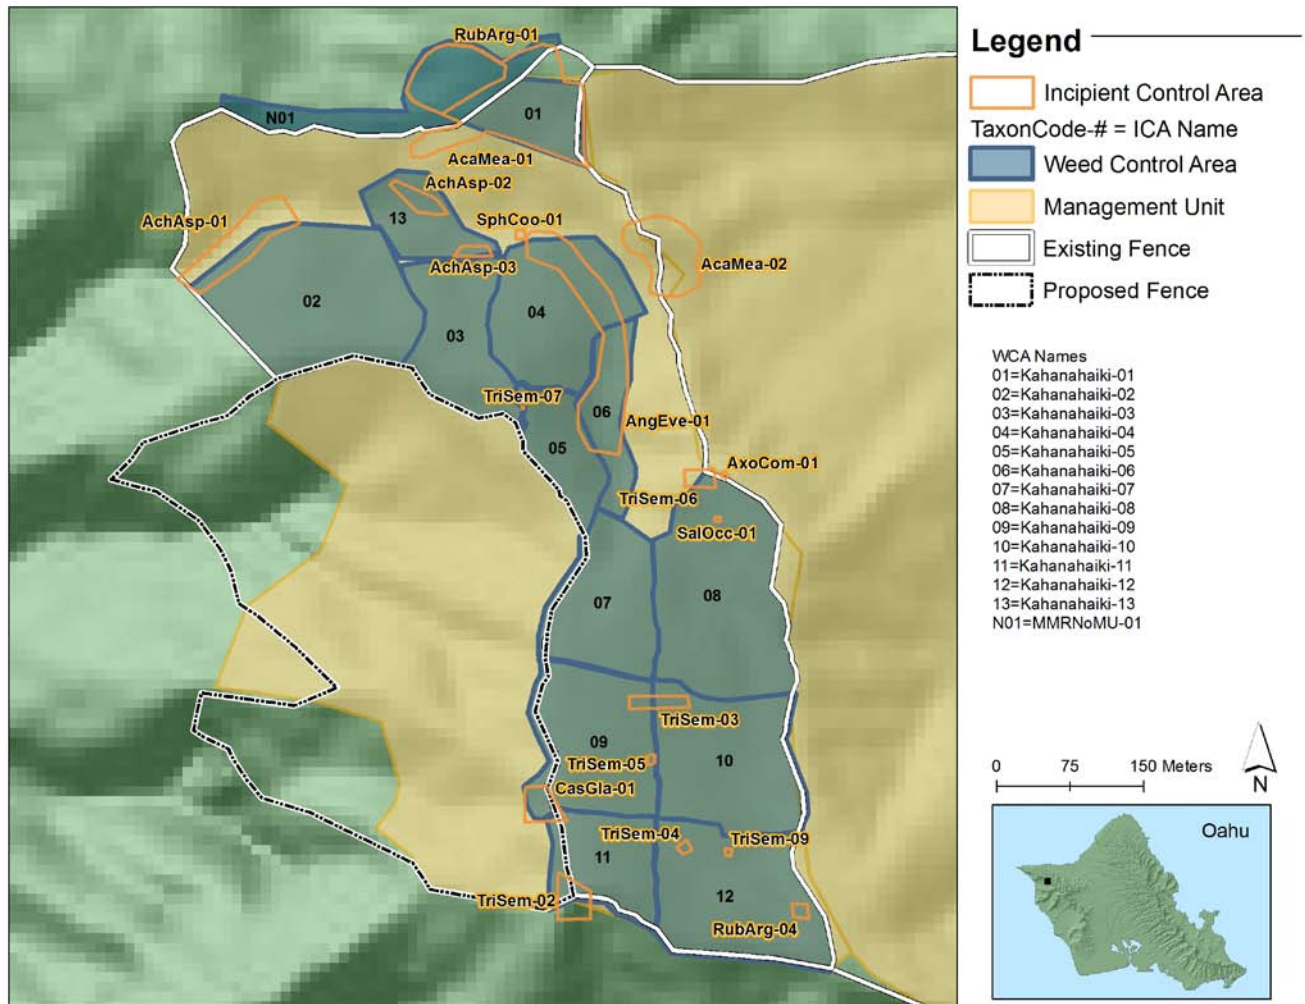 RubArg-01
N01
01
AcaMea-01
AchAsp-02
13
AchAsp-01
SphCoo-01
AcaMea-02
AchAsp-03
02
04
03
TriSem-07
06
AngEve-01
05
AxoCom-01
TriSem-06
SalOcc-01
07
08
TriSem-03
09
TriSem-05
10
CasGla-01
TriSem-04
TriSem-09
11
12
TriSem-02
RubArg-04
Legend
Incipient Control Area
TaxonCode-# = ICA Name
Weed Control Area
Management Unit
Existing Fence
Proposed Fence
WCA Names
01=Kahanahaiki-01
02=Kahanahaiki-02
03=Kahanahaiki-03
04=Kahanahaiki-04
05=Kahanahaiki-05
06=Kahanahaiki-06
07=Kahanahaiki-07
08=Kahanahaiki-08
09=Kahanahaiki-09
10=Kahanahaiki-10
11=Kahanahaiki-11
12=Kahanahaiki-12
13=Kahanahaiki-13
N01=MMRNoMU-01
0 75 150 Meters
N
Oahu